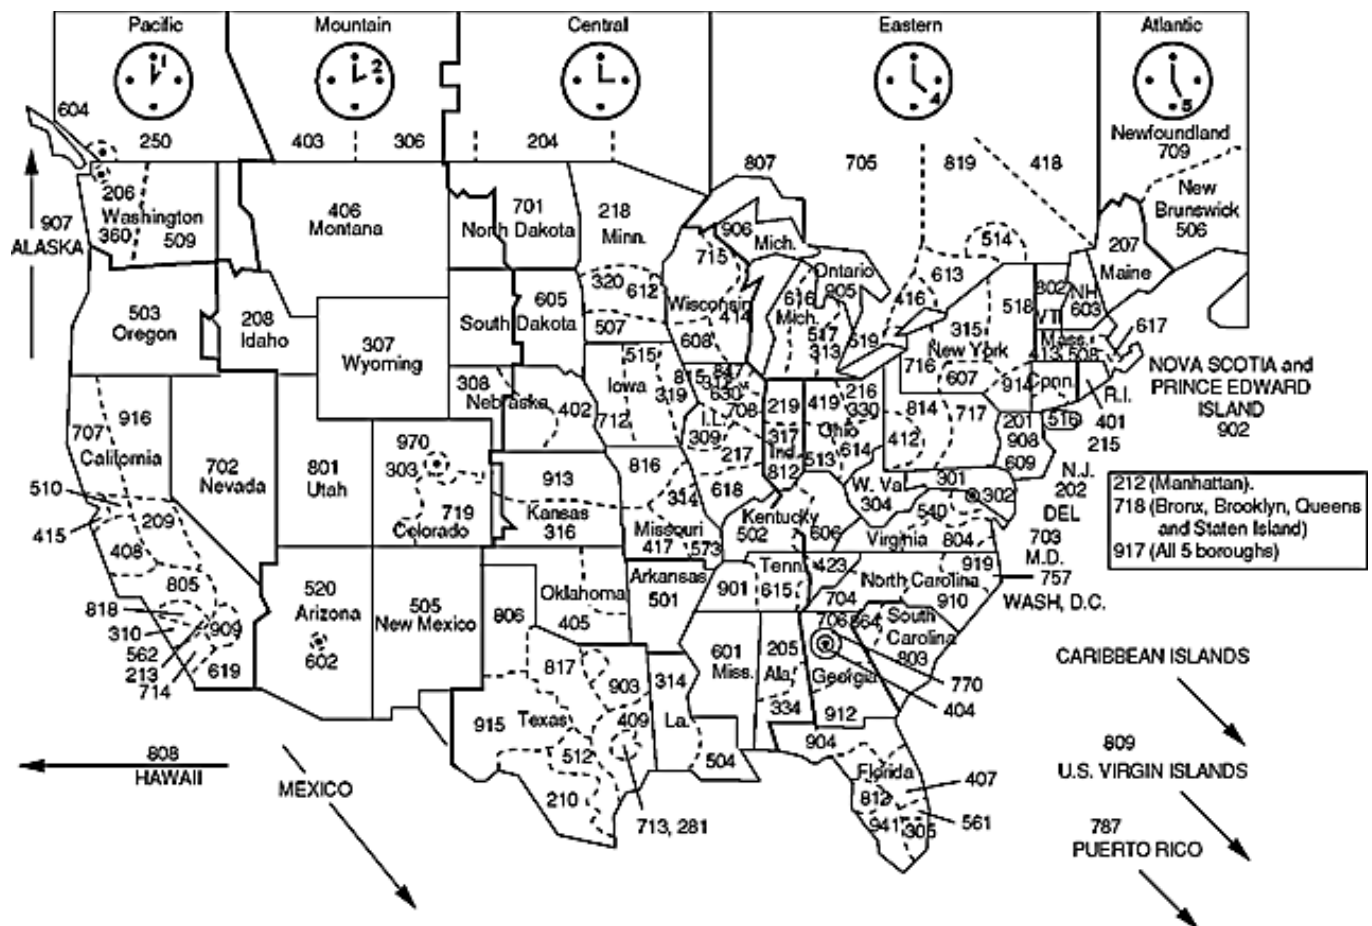 Pacific Mountain Central Eastern Atlantic
1 2 4 5
604 250 403 306 204 807 705 819 418
Newfoundland
709
New
Brunswick
506
907
ALASKA
206
Washington
360 509
406
Montana
701
North Dakota
218
Minn.
906
Mich.
715
514
613
207
Maine
802
VT
NH
603
503
Oregon
208
Idaho
307
Wyoming
605
South Dakota
320 612
507
Wisconsin
414
608
616
Mich.
517
313
Ontario
905
519
416
518
315
New York
716
607
914
Mass.
413 508
617
Conn.
R.I.
401
NOVA SCOTIA and
PRINCE EDWARD
ISLAND
902
308
Nebraska
402
515
Iowa
712 319
815
847
312
630
708
I.L.
309
217
618
219
317
Ind.
812
419
216
330
Ohio
513 614
814 717
412
201
908
609
516
215
N.J.
202
DEL
703
M.D.
757
WASH, D.C.
212 (Manhattan).
718 (Bronx, Brooklyn, Queens
and Staten Island)
917 (All 5 boroughs)
916
707
California
510
415
209
408
805
818
310
562
213
714
909
619
702
Nevada
801
Utah
970
303
719
Colorado
913
Kansas
316
816
314
Missouri
417 573
Kentucky
502 606
W. Va.
304
301
302
540
Virginia
804
520
Arizona
602
505
New Mexico
806
Oklahoma
405
Arkansas
501
901
Tenn.
615
423
704
North Carolina
919
910
706
864
South
Carolina
803
817
903
915
Texas
409
512
210
713, 281
314
La.
504
601
Miss.
205
Ala.
334
Georgia
912
770
404
904
Florida
407
812
941
305
561
808
HAWAII
MEXICO
CARIBBEAN ISLANDS
809
U.S. VIRGIN ISLANDS
787
PUERTO RICO